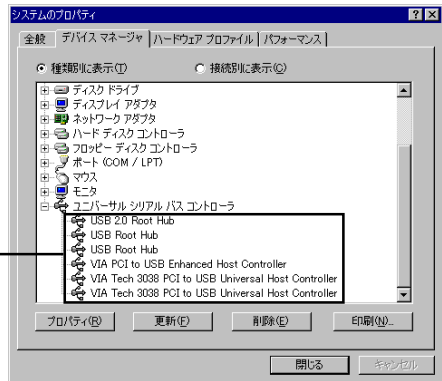 システムのプロパティ
全般 デバイス マネージャ ハードウェア プロファイル パフォーマンス
種類別に表示(T) 接続別に表示(C)
ディスク ドライブ
ディスプレイ アダプタ
ネットワーク アダプタ
ハード ディスク コントローラ
フロッピー ディスク コントローラ
ポート (COM / LPT)
マウス
モニタ
ユニバーサル シリアル バス コントローラ
USB 2.0 Root Hub
USB Root Hub
USB Root Hub
VIA PCI to USB Enhanced Host Controller
VIA Tech 3038 PCI to USB Universal Host Controller
VIA Tech 3038 PCI to USB Universal Host Controller
プロパティ(R) 更新(F) 削除(E) 印刷(N)...
閉じる キャンセル